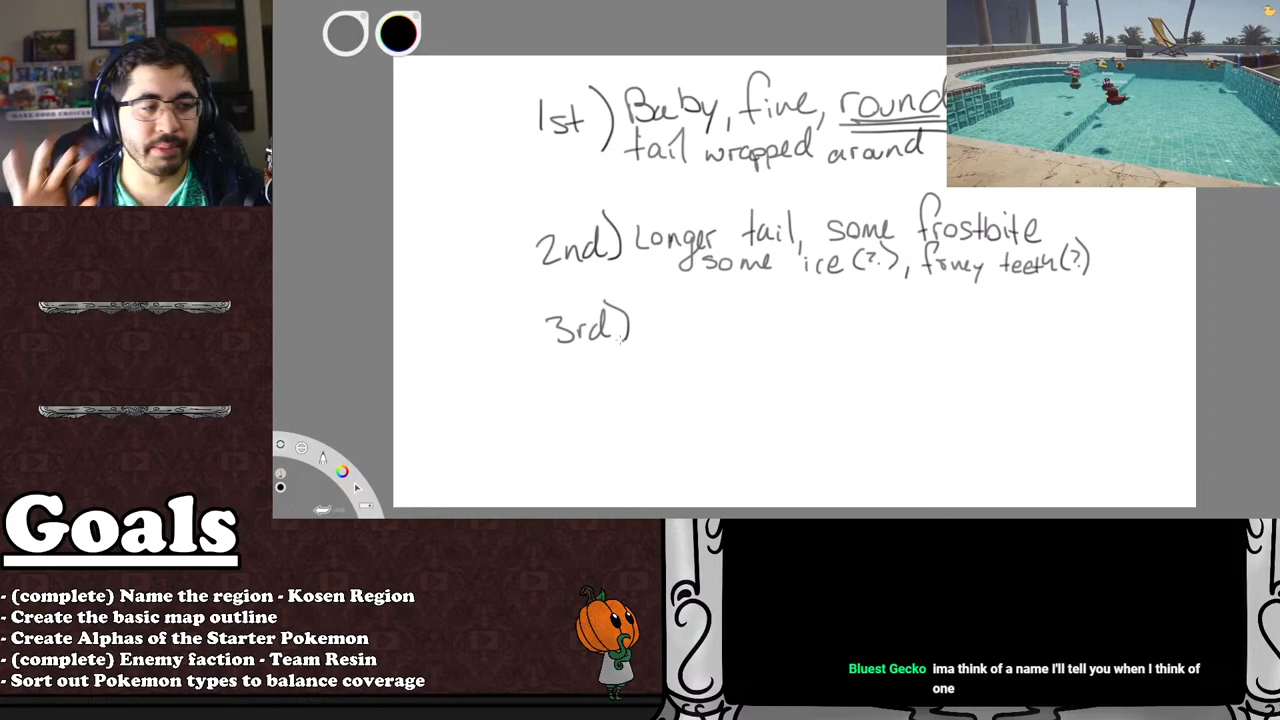 1st) Baby, fine, round
tail wrapped around
2nd) Longer tail, some frostbite
some ice(?), teeth(?)
3rd)
Goals
- (complete) Name the region - Kosen Region
- Create the basic map outline
- Create Alphas of the Starter Pokemon
- (complete) Enemy faction - Team Resin
- Sort out Pokemon types to balance coverage
Bluest Gecko ima think of a name I'll tell you when I think of
one